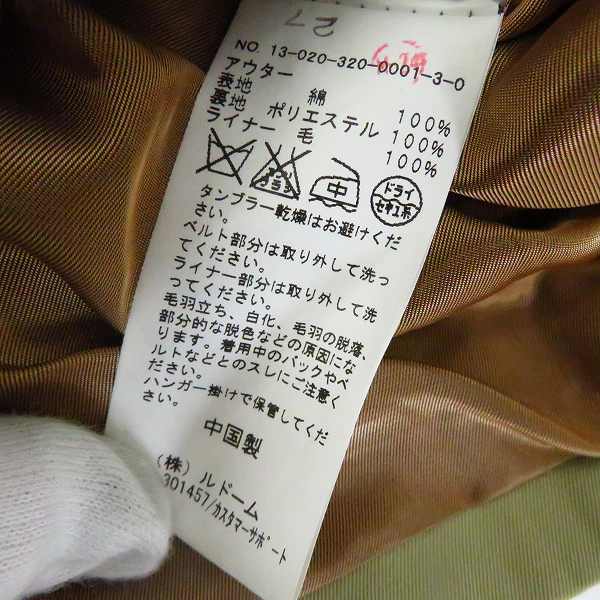 NO. 13-020-320-0001-3-0
アウター
表地 綿 100%
裏地 ポリエステル 100%
ライナー 毛 100%
中
ドライ
セキユ系
タンブラー乾燥はお避けくだ
さい。
ベルト部分は取り外して洗っ
てください。
ライナー部分は取り外して洗
ってください。
毛羽立ち、白化、毛羽の脱落、
部分的な脱色などの原因にな
ります。着用中のバックやベ
ルトなどとのスレにご注意く
ださい。
ハンガー掛けで保管してくだ
さい。
中国製
(株) ルドーム
301457/カスタマーサポート